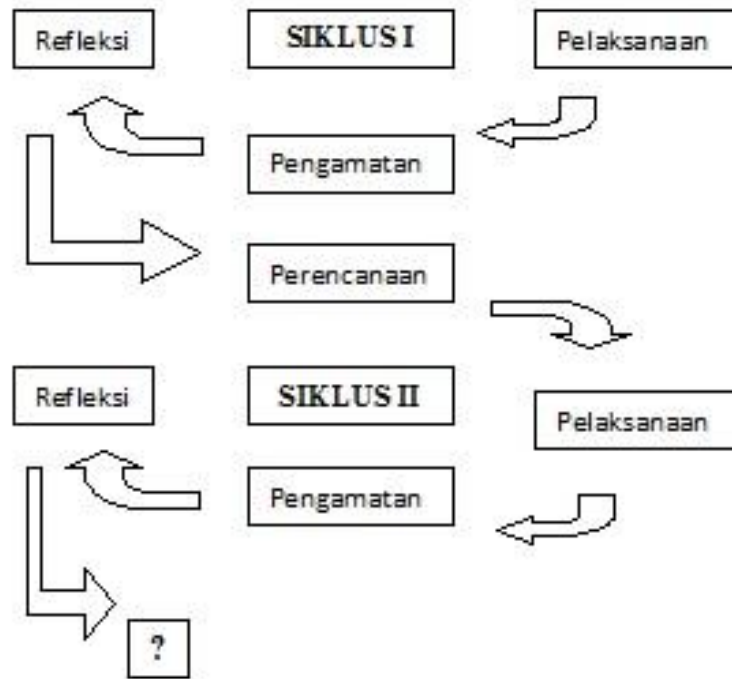 Refleksi
SIKLUS I
Pelaksanaan
Pengamatan
Perencanaan
Refleksi
SIKLUS II
Pelaksanaan
Pengamatan
?